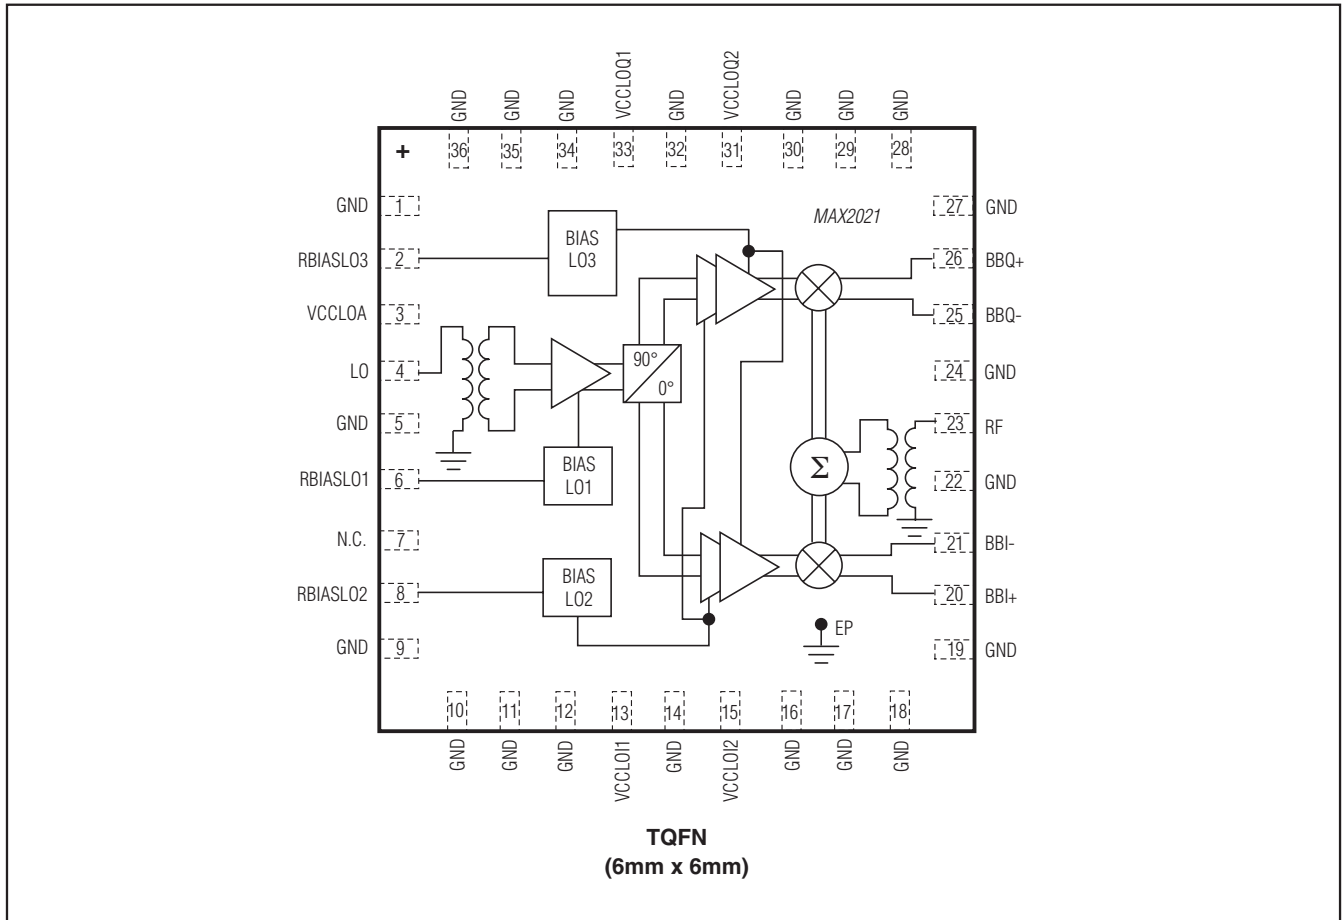 GND
GND
GND
VCCLOQ1
GND
VCCLOQ2
GND
GND
GND
+
36
35
34
33
32
31
30
29
28
GND 1
RBIASLO3 2
VCCLOA 3
LO 4
GND 5
RBIASLO1 6
N.C. 7
RBIASLO2 8
GND 9
MAX2021
BIAS
LO3
90°
0°
BIAS
LO1
Σ
BIAS
LO2
EP
27 GND
26 BBQ+
25 BBQ-
24 GND
23 RF
22 GND
21 BBI-
20 BBI+
19 GND
10
11
12
13
14
15
16
17
18
GND
GND
GND
VCCLOI1
GND
VCCLOI2
GND
GND
GND
TQFN
(6mm x 6mm)